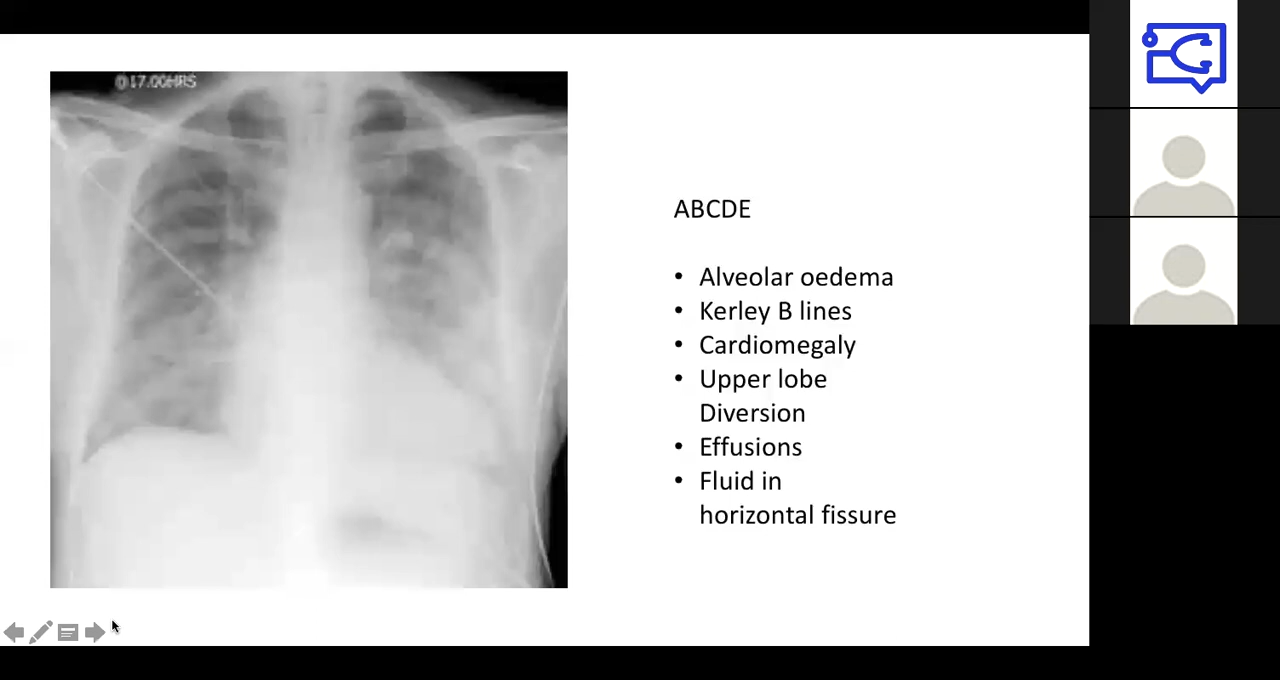 @17.00HRS
ABCDE
• Alveolar oedema
• Kerley B lines
• Cardiomegaly
• Upper lobe
Diversion
• Effusions
• Fluid in
horizontal fissure